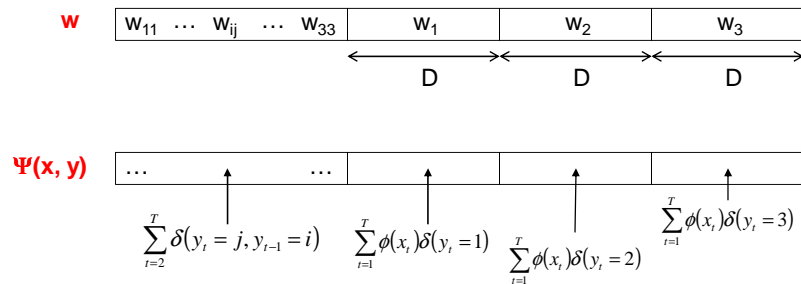 w w₁₁ … wᵢⱼ … w₃₃ w₁ w₂ w₃
D D D
Ψ(x, y) … …
∑_{t=2}^{T} δ(y_t = j, y_{t−1} = i) ∑_{t=1}^{T} φ(x_t)δ(y_t = 1) ∑_{t=1}^{T} φ(x_t)δ(y_t = 2) ∑_{t=1}^{T} φ(x_t)δ(y_t = 3)